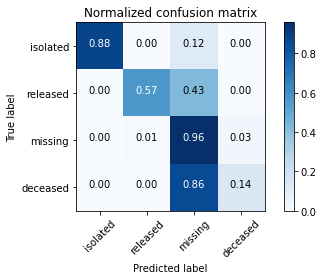 Normalized confusion matrix
True label
isolated 0.88 0.00 0.12 0.00
released 0.00 0.57 0.43 0.00
missing 0.00 0.01 0.96 0.03
deceased 0.00 0.00 0.86 0.14
isolated released missing deceased
Predicted label
0.8
0.6
0.4
0.2
0.0